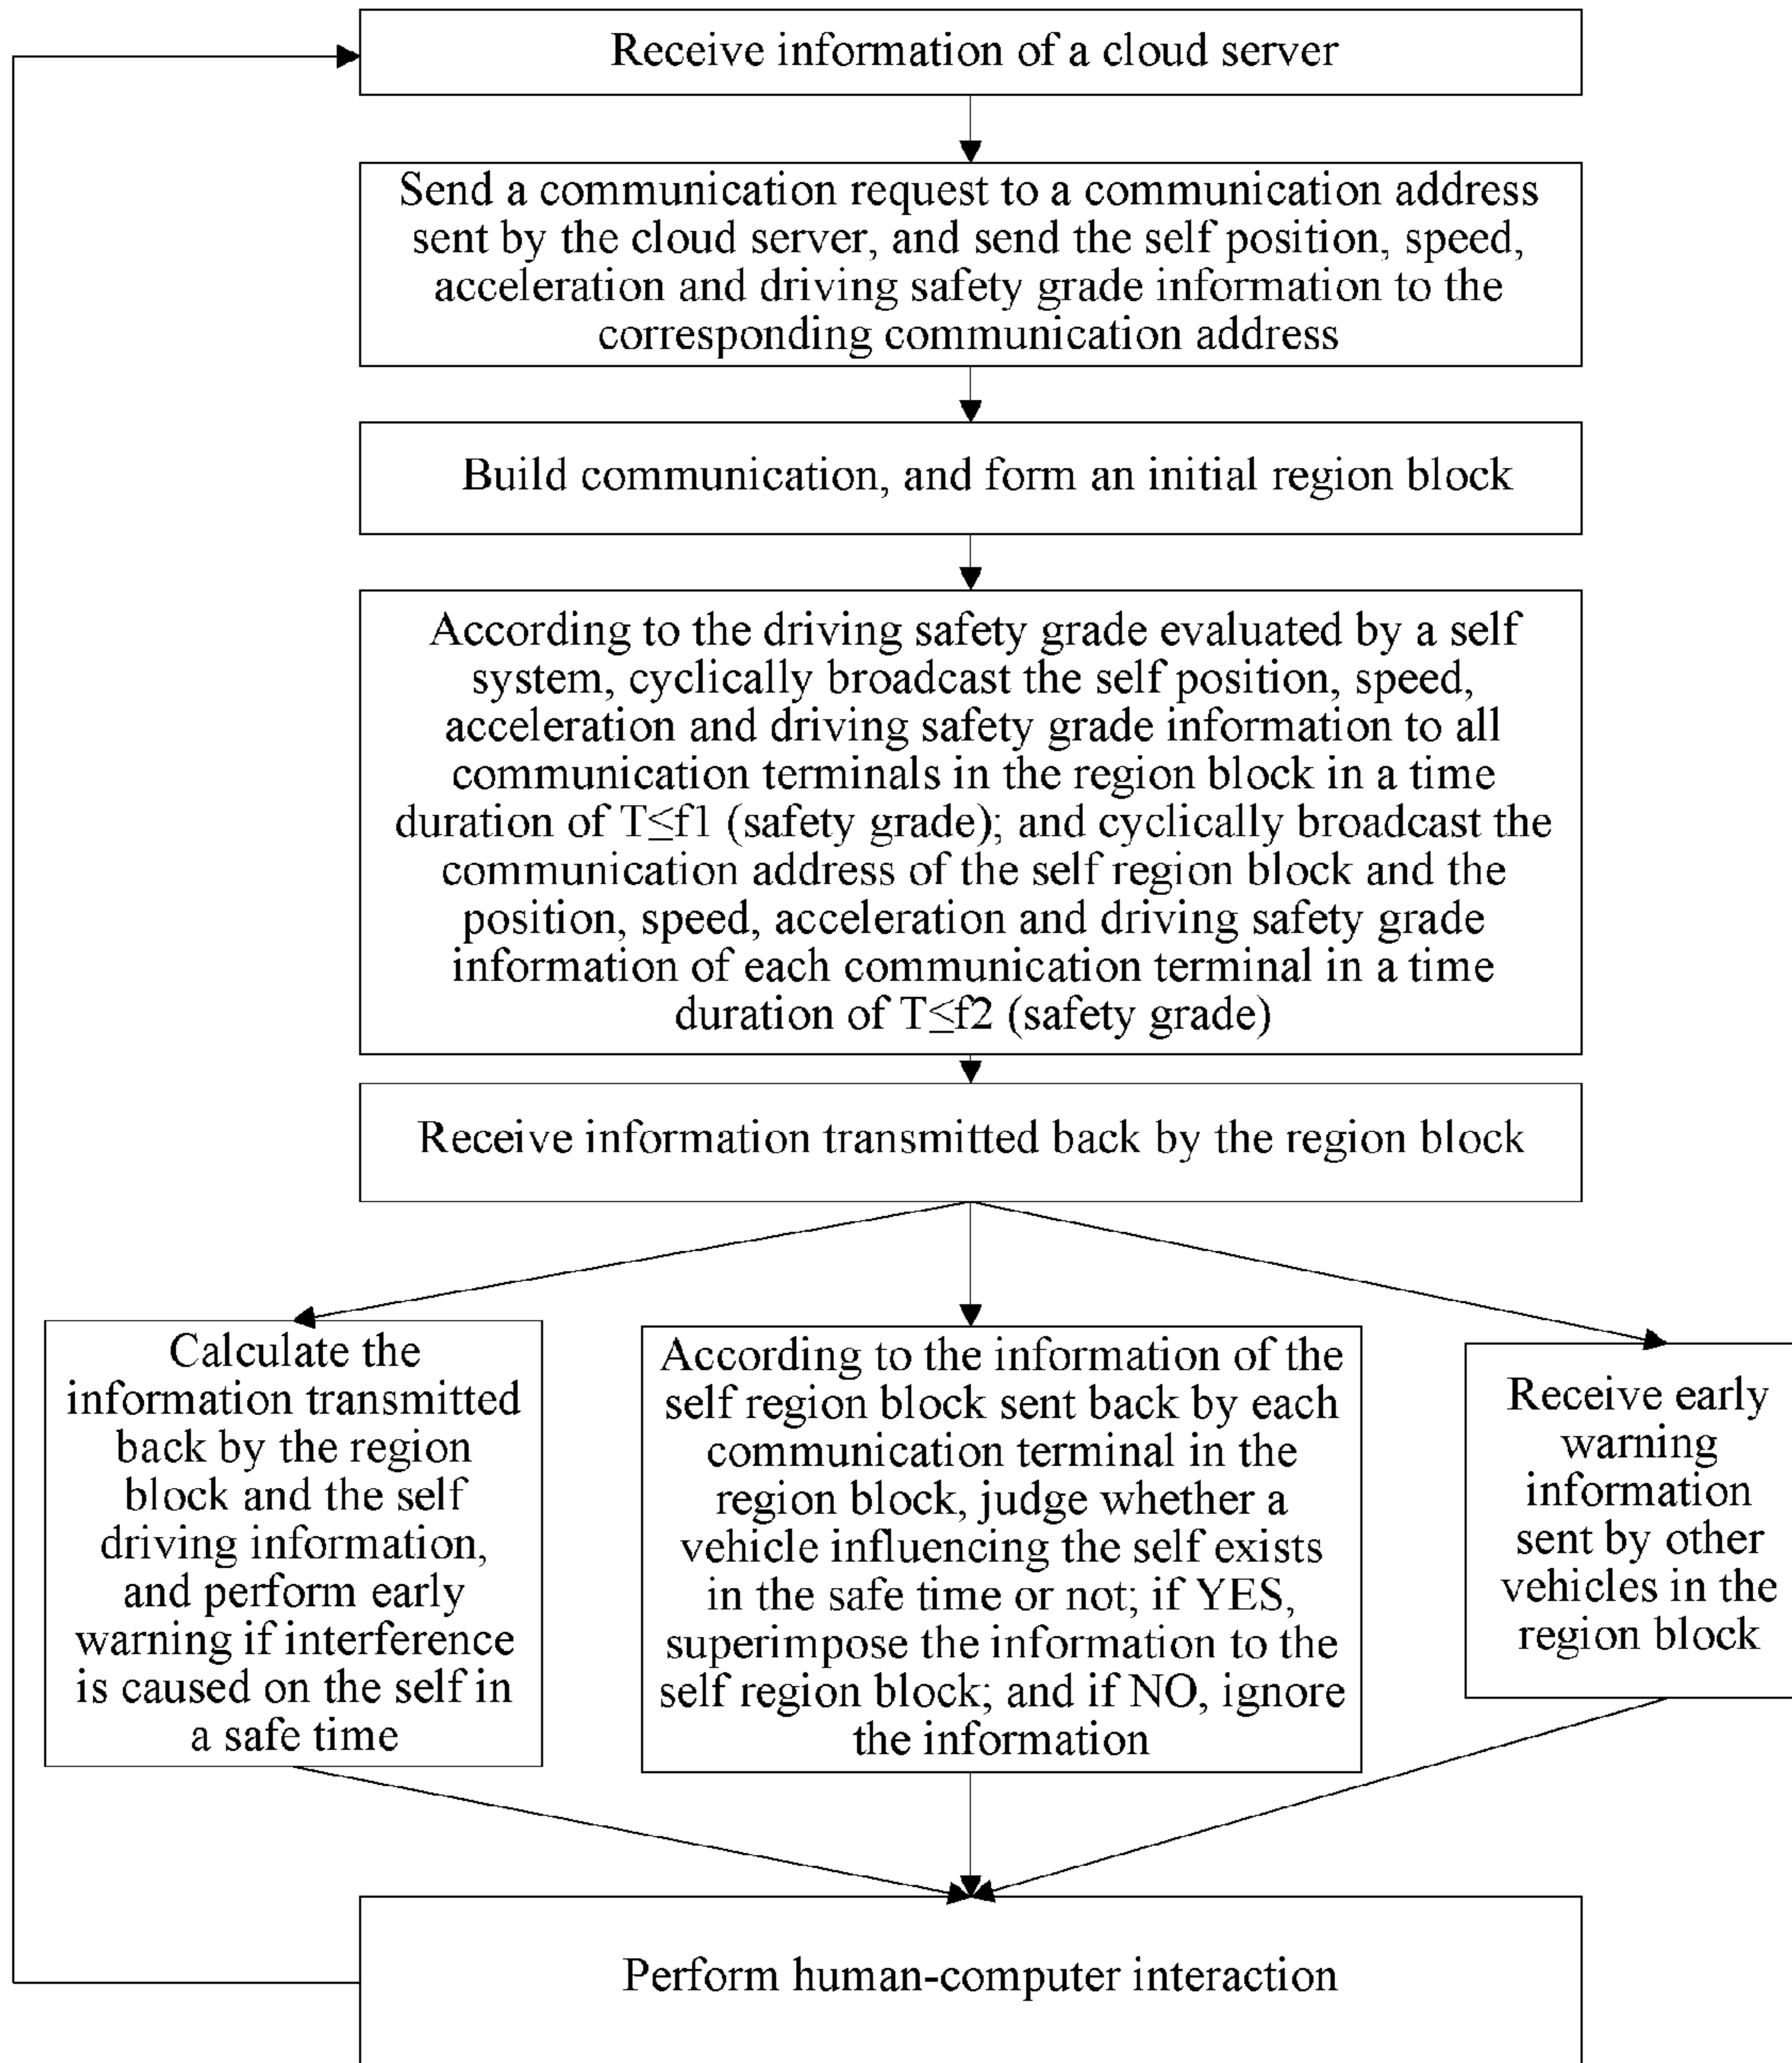 Receive information of a cloud server
Send a communication request to a communication address
sent by the cloud server, and send the self position, speed,
acceleration and driving safety grade information to the
corresponding communication address
Build communication, and form an initial region block
According to the driving safety grade evaluated by a self
system, cyclically broadcast the self position, speed,
acceleration and driving safety grade information to all
communication terminals in the region block in a time
duration of T≤f1 (safety grade); and cyclically broadcast the
communication address of the self region block and the
position, speed, acceleration and driving safety grade
information of each communication terminal in a time
duration of T≤f2 (safety grade)
Receive information transmitted back by the region block
Calculate the
information transmitted
back by the region
block and the self
driving information,
and perform early
warning if interference
is caused on the self in
a safe time
According to the information of the
self region block sent back by each
communication terminal in the
region block, judge whether a
vehicle influencing the self exists
in the safe time or not; if YES,
superimpose the information to the
self region block; and if NO, ignore
the information
Receive early
warning
information
sent by other
vehicles in the
region block
Perform human-computer interaction